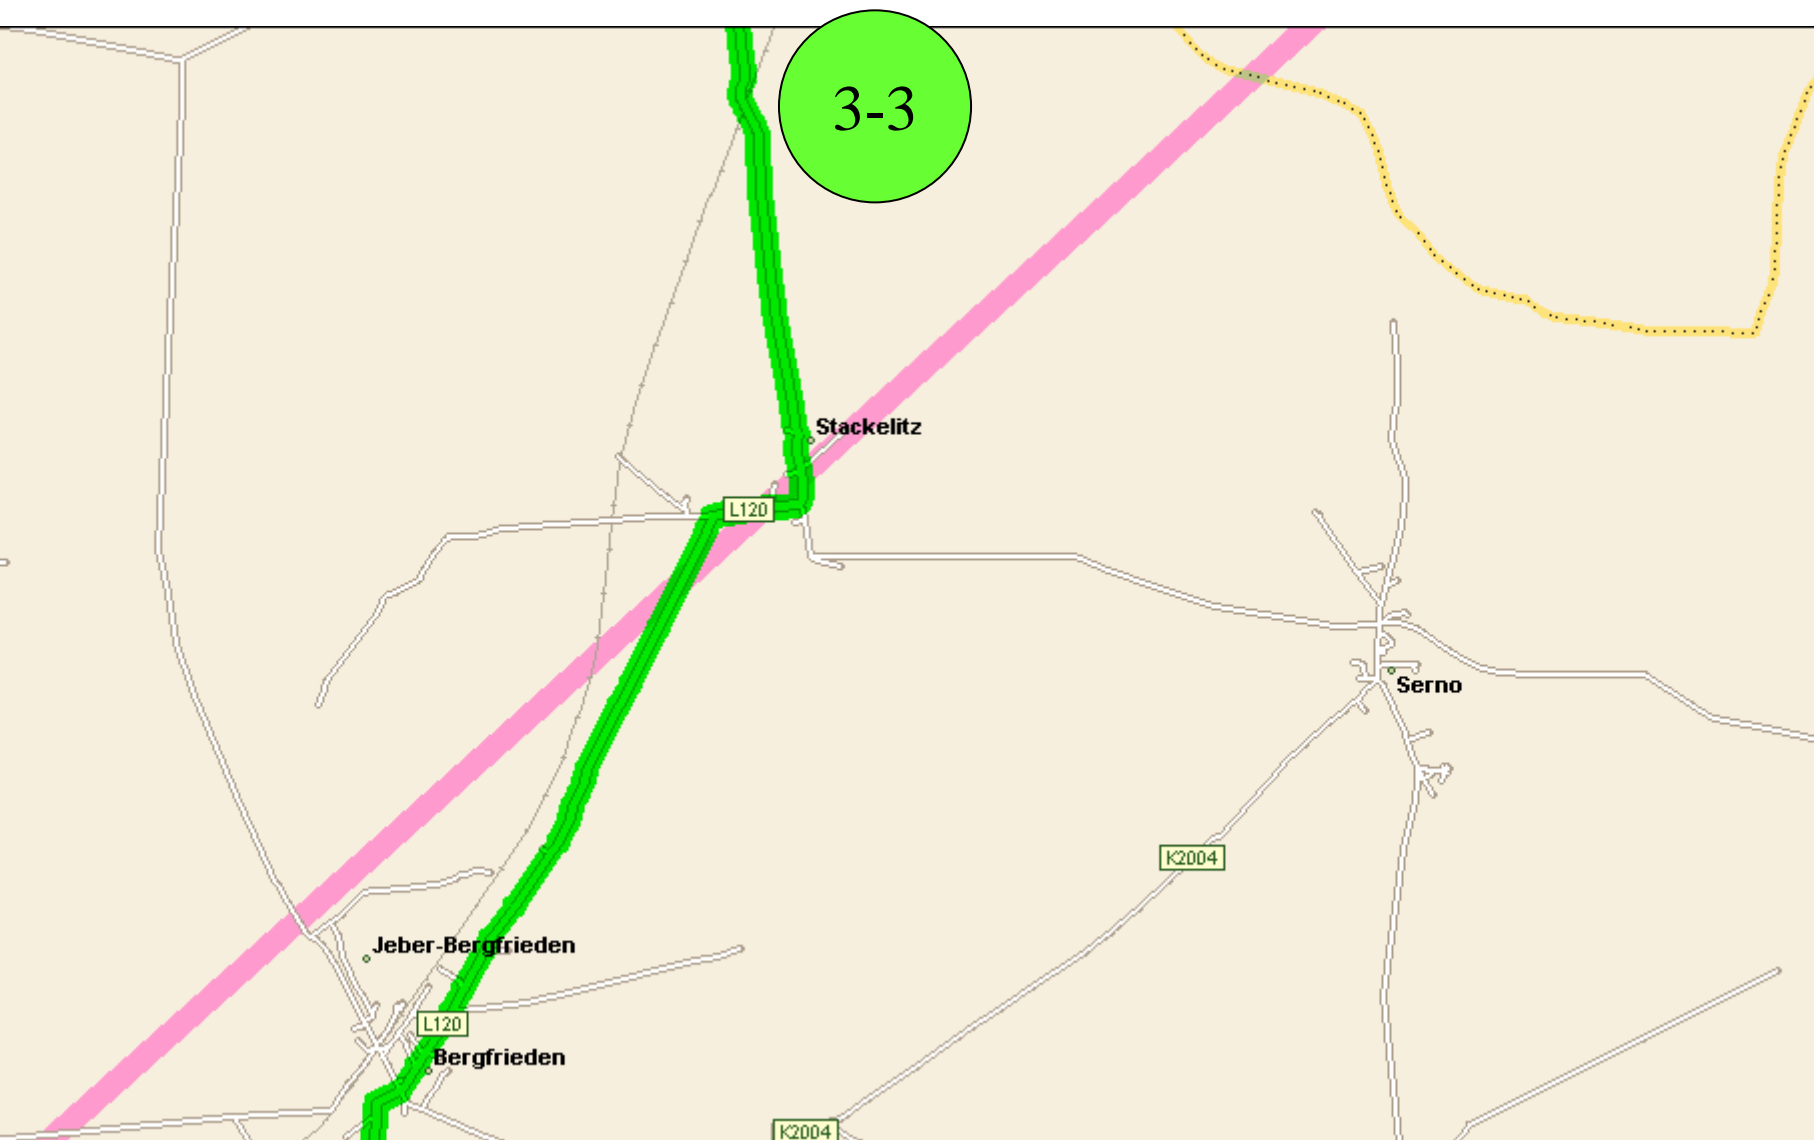 3-3
Stackelitz
L120
Serno
K2004
Jeber-Bergfrieden
L120
Bergfrieden
K2004